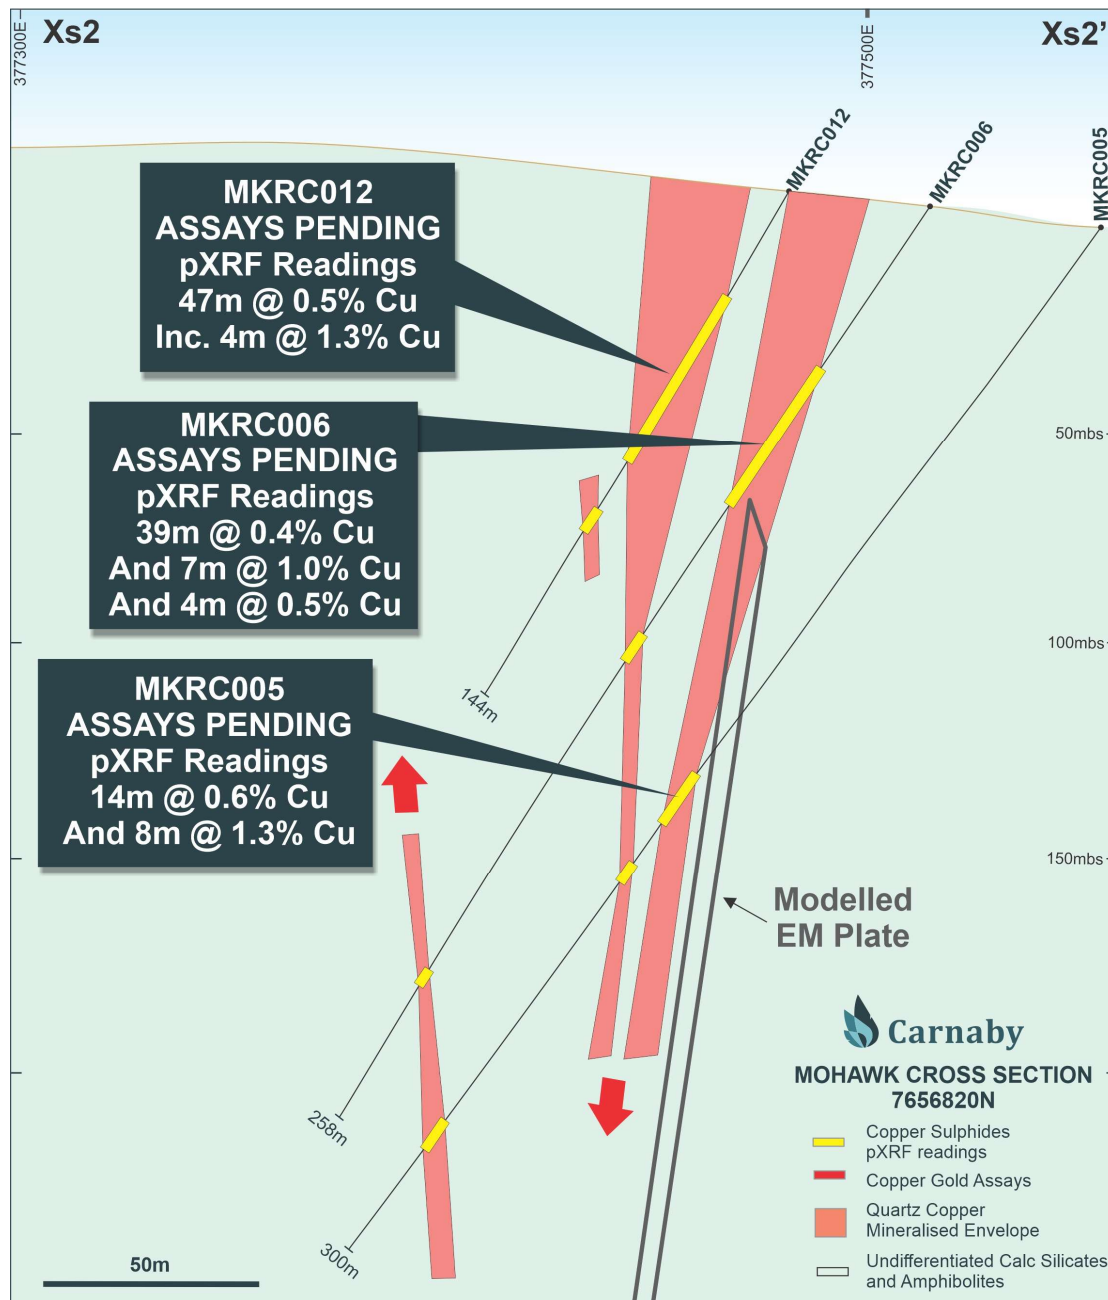 Xs2
Xs2'
377300E
377500E
MKRC012
MKRC006
MKRC005
MKRC012
ASSAYS PENDING
pXRF Readings
47m @ 0.5% Cu
Inc. 4m @ 1.3% Cu
MKRC006
ASSAYS PENDING
pXRF Readings
39m @ 0.4% Cu
And 7m @ 1.0% Cu
And 4m @ 0.5% Cu
50mbs
100mbs
MKRC005
ASSAYS PENDING
pXRF Readings
14m @ 0.6% Cu
And 8m @ 1.3% Cu
144m
150mbs
Modelled
EM Plate
258m
300m
50m
Carnaby
MOHAWK CROSS SECTION
7656820N
Copper Sulphides
pXRF readings
Copper Gold Assays
Quartz Copper
Mineralised Envelope
Undifferentiated Calc Silicates
and Amphibolites